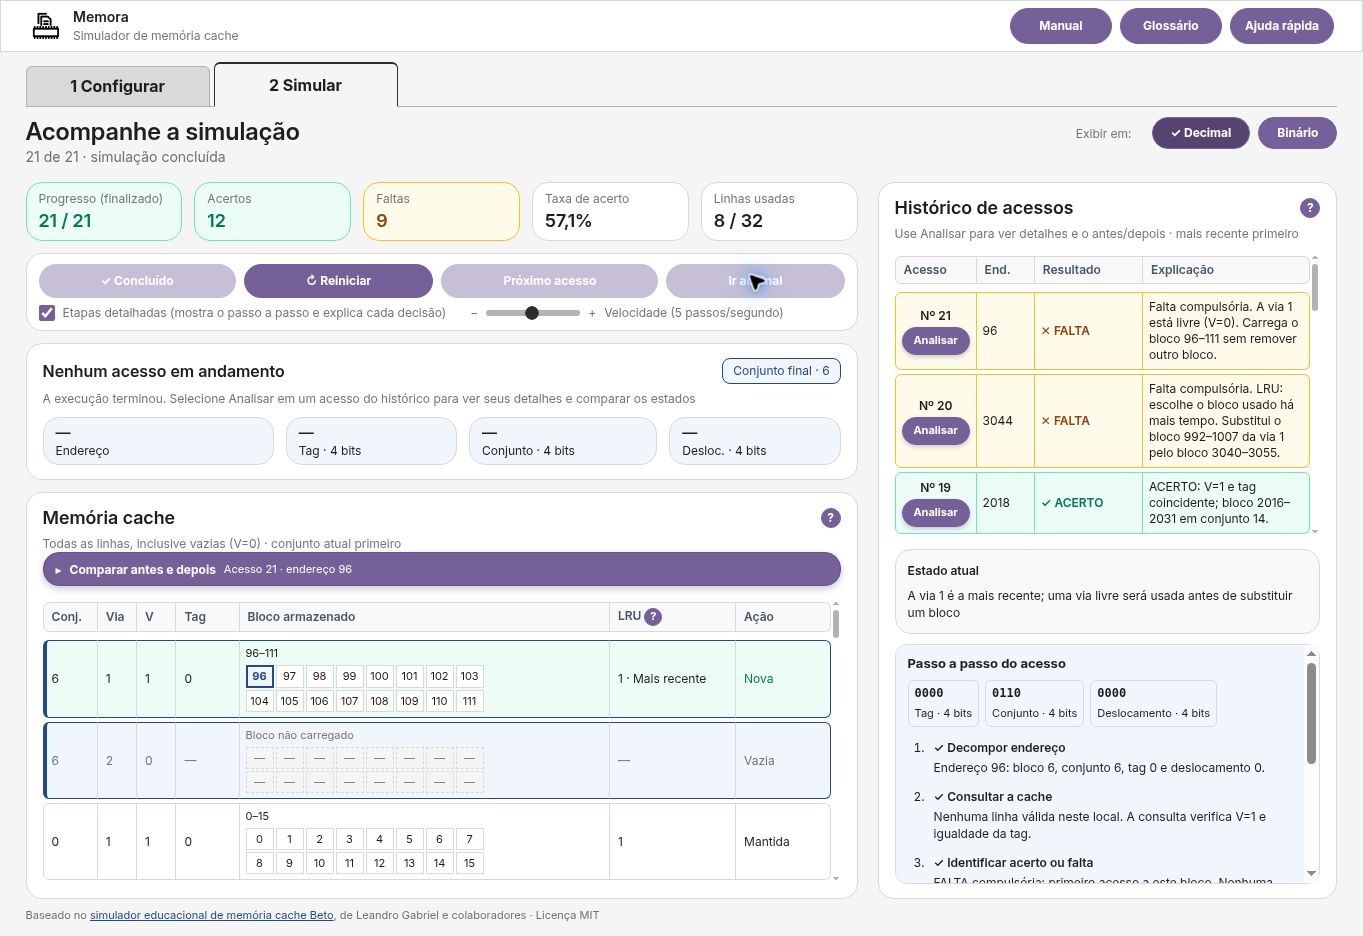 Memora
Simulador de memória cache
Manual
Glossário
Ajuda rápida
1 Configurar
2 Simular
Acompanhe a simulação
21 de 21 · simulação concluída
Exibir em:
✓ Decimal
Binário
Progresso (finalizado)
21 / 21
Acertos
12
Faltas
9
Taxa de acerto
57,1%
Linhas usadas
8 / 32
✓ Concluído
↻ Reiniciar
Próximo acesso
Etapas detalhadas (mostra o passo a passo e explica cada decisão)
− + Velocidade (5 passos/segundo)
Nenhum acesso em andamento
Conjunto final · 6
A execução terminou. Selecione Analisar em um acesso do histórico para ver seus detalhes e comparar os estados
—
Endereço
—
Tag · 4 bits
—
Conjunto · 4 bits
—
Desloc. · 4 bits
Memória cache
?
Todas as linhas, inclusive vazias (V=0) · conjunto atual primeiro
▸ Comparar antes e depois Acesso 21 · endereço 96
Conj. Via V Tag Bloco armazenado LRU ? Ação
96–111
96 97 98 99 100 101 102 103
6 1 1 0 1 · Mais recente Nova
104 105 106 107 108 109 110 111
Bloco não carregado
— — — — — — — —
6 2 0 — — Vazia
— — — — — — — —
0–15
0 1 2 3 4 5 6 7
0 1 1 0 1 Mantida
8 9 10 11 12 13 14 15
Histórico de acessos
?
Use Analisar para ver detalhes e o antes/depois · mais recente primeiro
Acesso End. Resultado Explicação
Nº 21
Analisar
96
✕ FALTA
Falta compulsória. A via 1
está livre (V=0). Carrega o
bloco 96–111 sem remover
outro bloco.
Nº 20
Analisar
3044
✕ FALTA
Falta compulsória. LRU:
escolhe o bloco usado há
mais tempo. Substitui o
bloco 992–1007 da via 1
pelo bloco 3040–3055.
Nº 19
Analisar
2018
✓ ACERTO
ACERTO: V=1 e tag
coincidente; bloco 2016–
2031 em conjunto 14.
Estado atual
A via 1 é a mais recente; uma via livre será usada antes de substituir
um bloco
Passo a passo do acesso
0000
Tag · 4 bits
0110
Conjunto · 4 bits
0000
Deslocamento · 4 bits
1. ✓ Decompor endereço
Endereço 96: bloco 6, conjunto 6, tag 0 e deslocamento 0.
2. ✓ Consultar a cache
Nenhuma linha válida neste local. A consulta verifica V=1 e
igualdade da tag.
3. ✓ Identificar acerto ou falta
FALTA compulsória: primeiro acesso a este bloco. Nenhuma
Baseado no simulador educacional de memória cache Beto, de Leandro Gabriel e colaboradores · Licença MIT